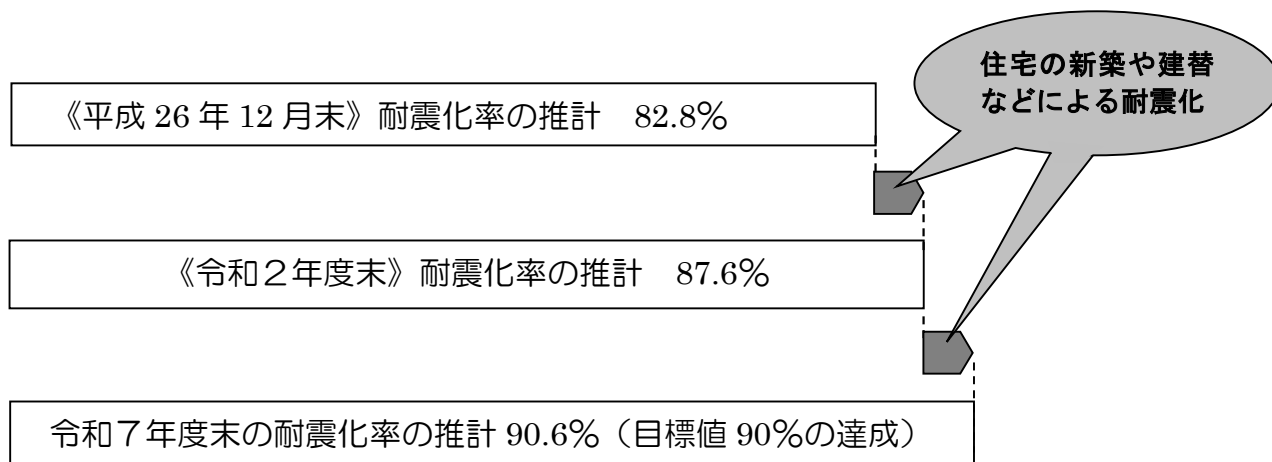 住宅の新築や建替
などによる耐震化
《平成 26 年 12 月末》耐震化率の推計　82.8%
《令和２年度末》耐震化率の推計　87.6%
令和７年度末の耐震化率の推計 90.6%（目標値 90%の達成）